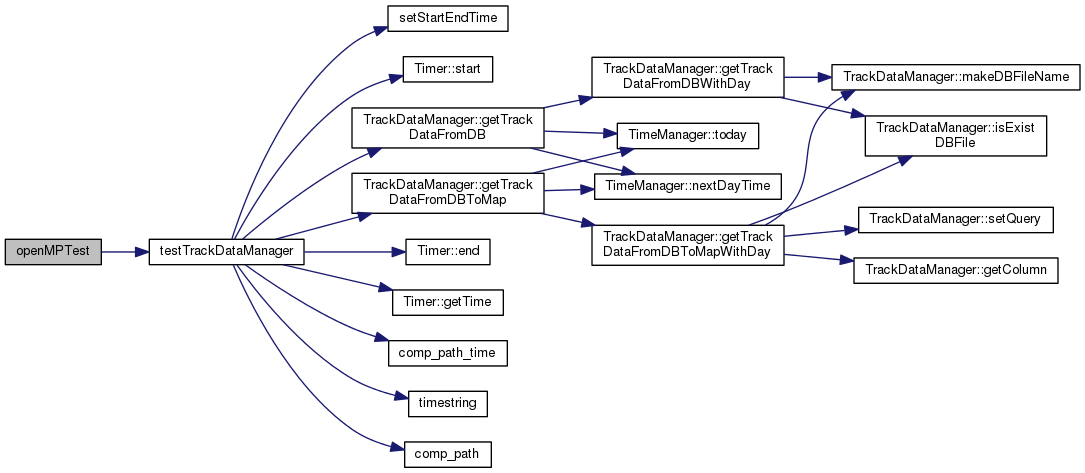 openMPTest
testTrackDataManager
setStartEndTime
Timer::start
TrackDataManager::getTrack
DataFromDB
TrackDataManager::getTrack
DataFromDBToMap
Timer::end
Timer::getTime
comp_path_time
timestring
comp_path
TrackDataManager::getTrack
DataFromDBWithDay
TimeManager::today
TimeManager::nextDayTime
TrackDataManager::getTrack
DataFromDBToMapWithDay
TrackDataManager::makeDBFileName
TrackDataManager::isExist
DBFile
TrackDataManager::setQuery
TrackDataManager::getColumn